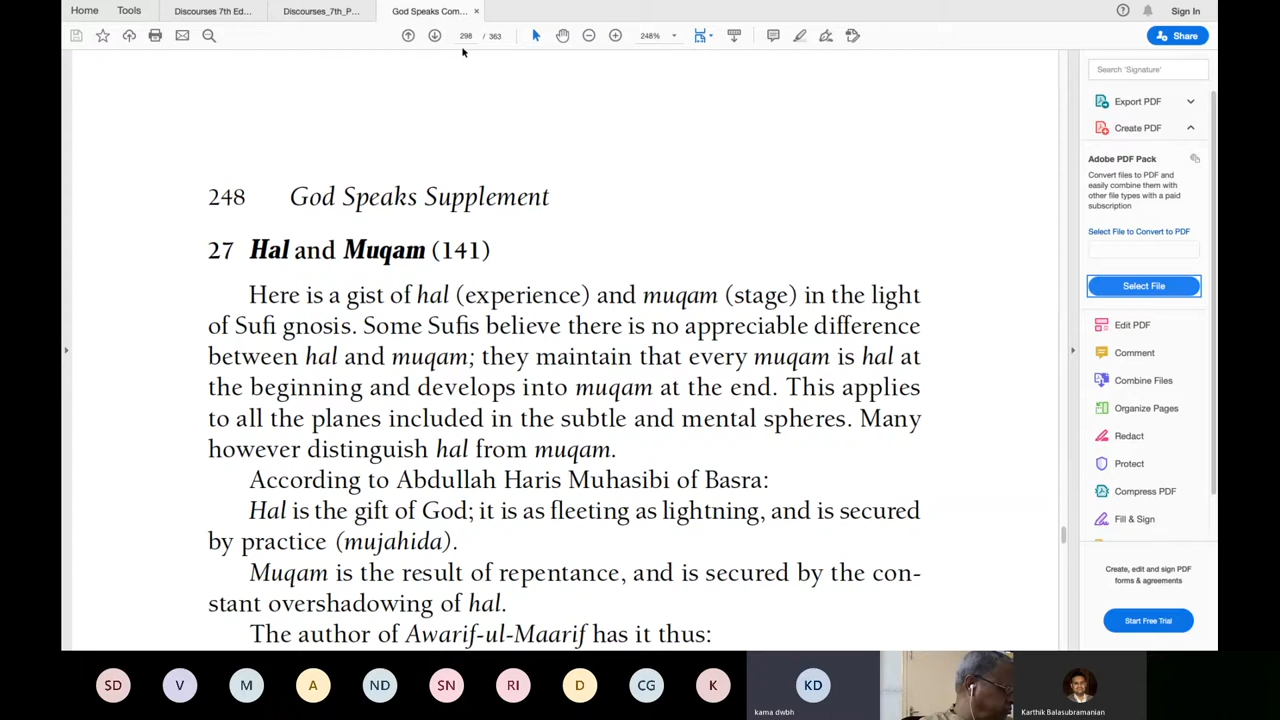 Home Tools Discourses 7th Ed... Discourses_7th_P... God Speaks Com... × Sign In
298 / 363 248% Share
Search 'Signature'
Export PDF
Create PDF
Adobe PDF Pack
Convert files to PDF and
easily combine them with
other file types with a paid
subscription
Select File to Convert to PDF
Select File
Edit PDF
Comment
Combine Files
Organize Pages
Redact
Protect
Compress PDF
Fill & Sign
Create, edit and sign PDF
forms & agreements
Start Free Trial
248 God Speaks Supplement
27 Hal and Muqam (141)
Here is a gist of hal (experience) and muqam (stage) in the light
of Sufi gnosis. Some Sufis believe there is no appreciable difference
between hal and muqam; they maintain that every muqam is hal at
the beginning and develops into muqam at the end. This applies
to all the planes included in the subtle and mental spheres. Many
however distinguish hal from muqam.
According to Abdullah Haris Muhasibi of Basra:
Hal is the gift of God; it is as fleeting as lightning, and is secured
by practice (mujahida).
Muqam is the result of repentance, and is secured by the con-
stant overshadowing of hal.
The author of Awarif-ul-Maarif has it thus:
SD V M A ND SN RI D CG K KD
kama dwbh Karthik Balasubramanian